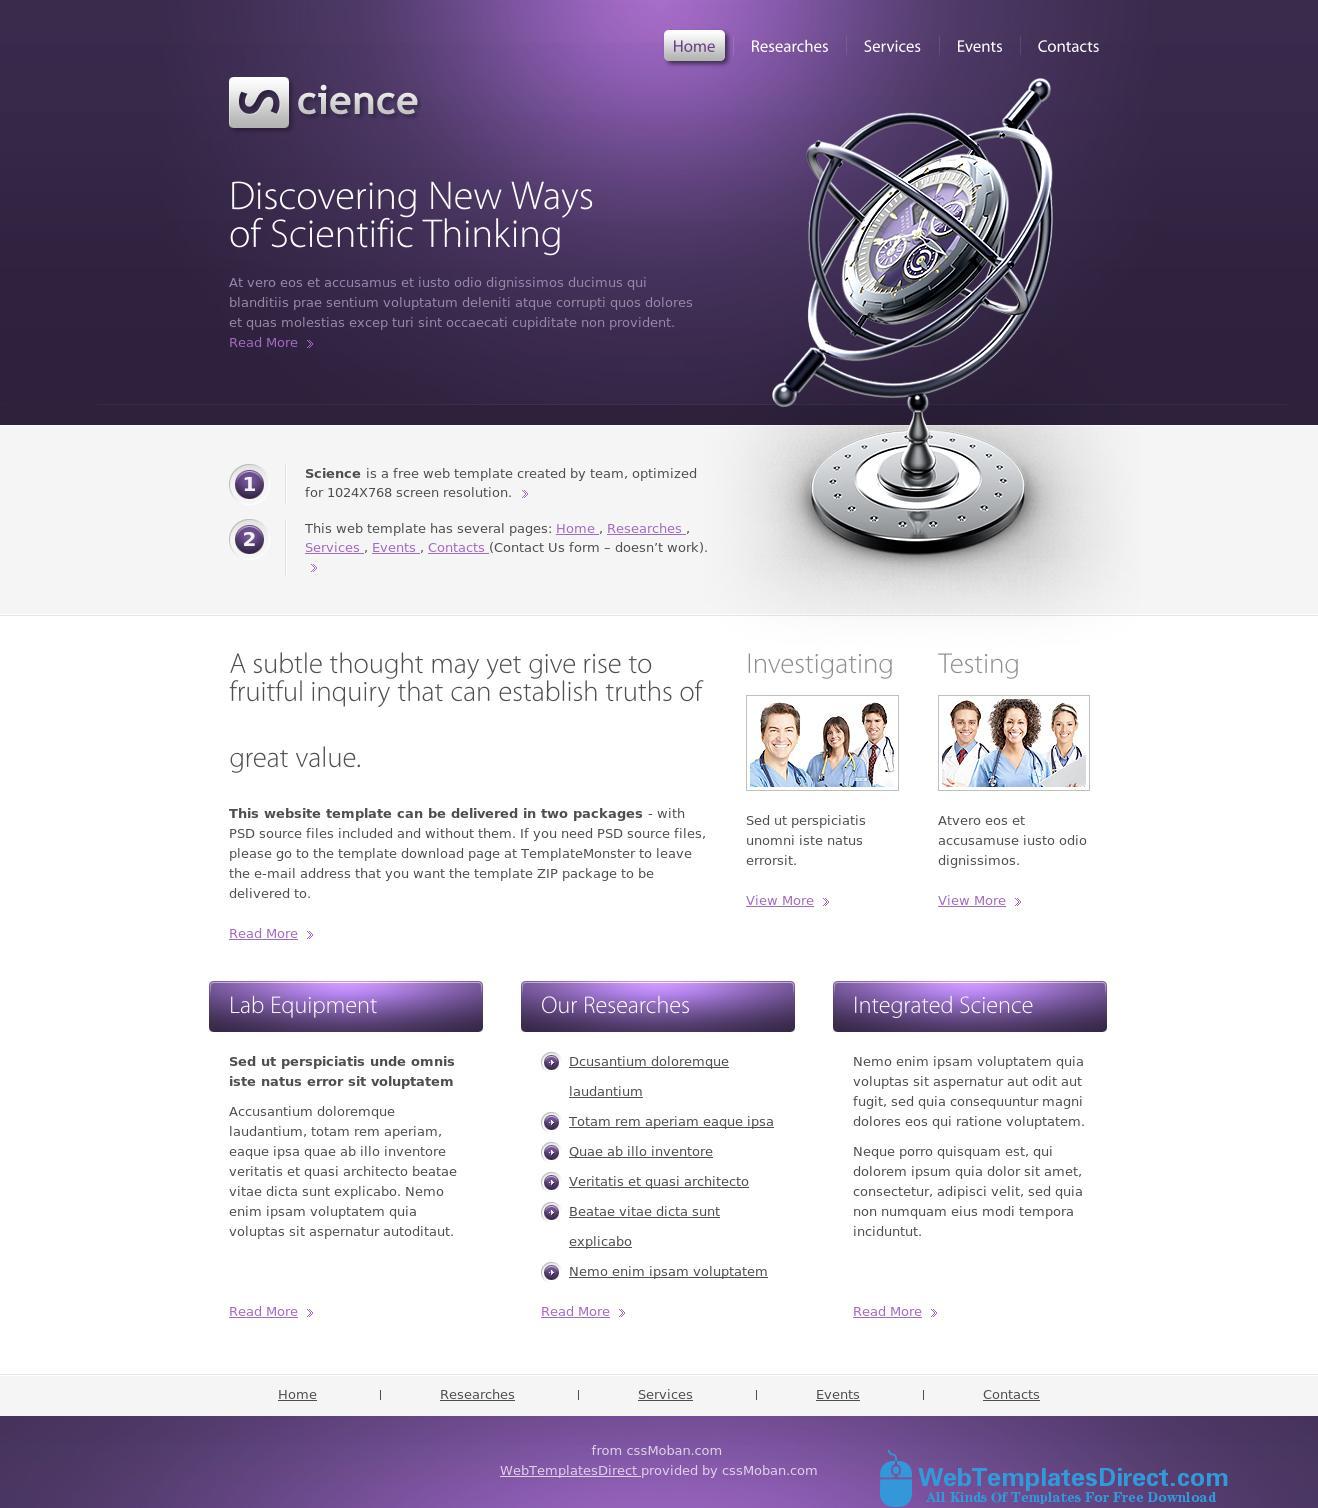 Home Researches Services Events Contacts
S cience
Discovering New Ways
of Scientific Thinking
At vero eos et accusamus et iusto odio dignissimos ducimus qui
blanditiis prae sentium voluptatum deleniti atque corrupti quos dolores
et quas molestias excep turi sint occaecati cupiditate non provident.
Read More
1 Science is a free web template created by team, optimized
for 1024X768 screen resolution.
2 This web template has several pages: Home , Researches ,
Services , Events , Contacts (Contact Us form – doesn’t work).
A subtle thought may yet give rise to
fruitful inquiry that can establish truths of
great value.
This website template can be delivered in two packages - with
PSD source files included and without them. If you need PSD source files,
please go to the template download page at TemplateMonster to leave
the e-mail address that you want the template ZIP package to be
delivered to.
Read More
Investigating
Sed ut perspiciatis
unomni iste natus
errorsit.
View More
Testing
Atvero eos et
accusamuse iusto odio
dignissimos.
View More
Lab Equipment
Sed ut perspiciatis unde omnis
iste natus error sit voluptatem
Accusantium doloremque
laudantium, totam rem aperiam,
eaque ipsa quae ab illo inventore
veritatis et quasi architecto beatae
vitae dicta sunt explicabo. Nemo
enim ipsam voluptatem quia
voluptas sit aspernatur autoditaut.
Read More
Our Researches
Dcusantium doloremque
laudantium
Totam rem aperiam eaque ipsa
Quae ab illo inventore
Veritatis et quasi architecto
Beatae vitae dicta sunt
explicabo
Nemo enim ipsam voluptatem
Read More
Integrated Science
Nemo enim ipsam voluptatem quia
voluptas sit aspernatur aut odit aut
fugit, sed quia consequuntur magni
dolores eos qui ratione voluptatem.
Neque porro quisquam est, qui
dolorem ipsum quia dolor sit amet,
consectetur, adipisci velit, sed quia
non numquam eius modi tempora
inciduntut.
Read More
Home | Researches | Services | Events | Contacts
from cssMoban.com
WebTemplatesDirect provided by cssMoban.com
WebTemplatesDirect.com
All Kinds Of Templates For Free Download